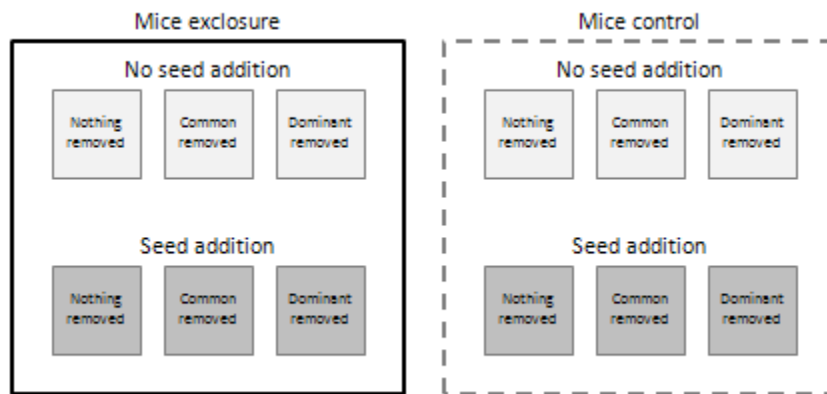 Mice exclosure
Mice control
No seed addition
No seed addition
Nothing
removed
Common
removed
Dominant
removed
Nothing
removed
Common
removed
Dominant
removed
Seed addition
Seed addition
Nothing
removed
Common
removed
Dominant
removed
Nothing
removed
Common
removed
Dominant
removed